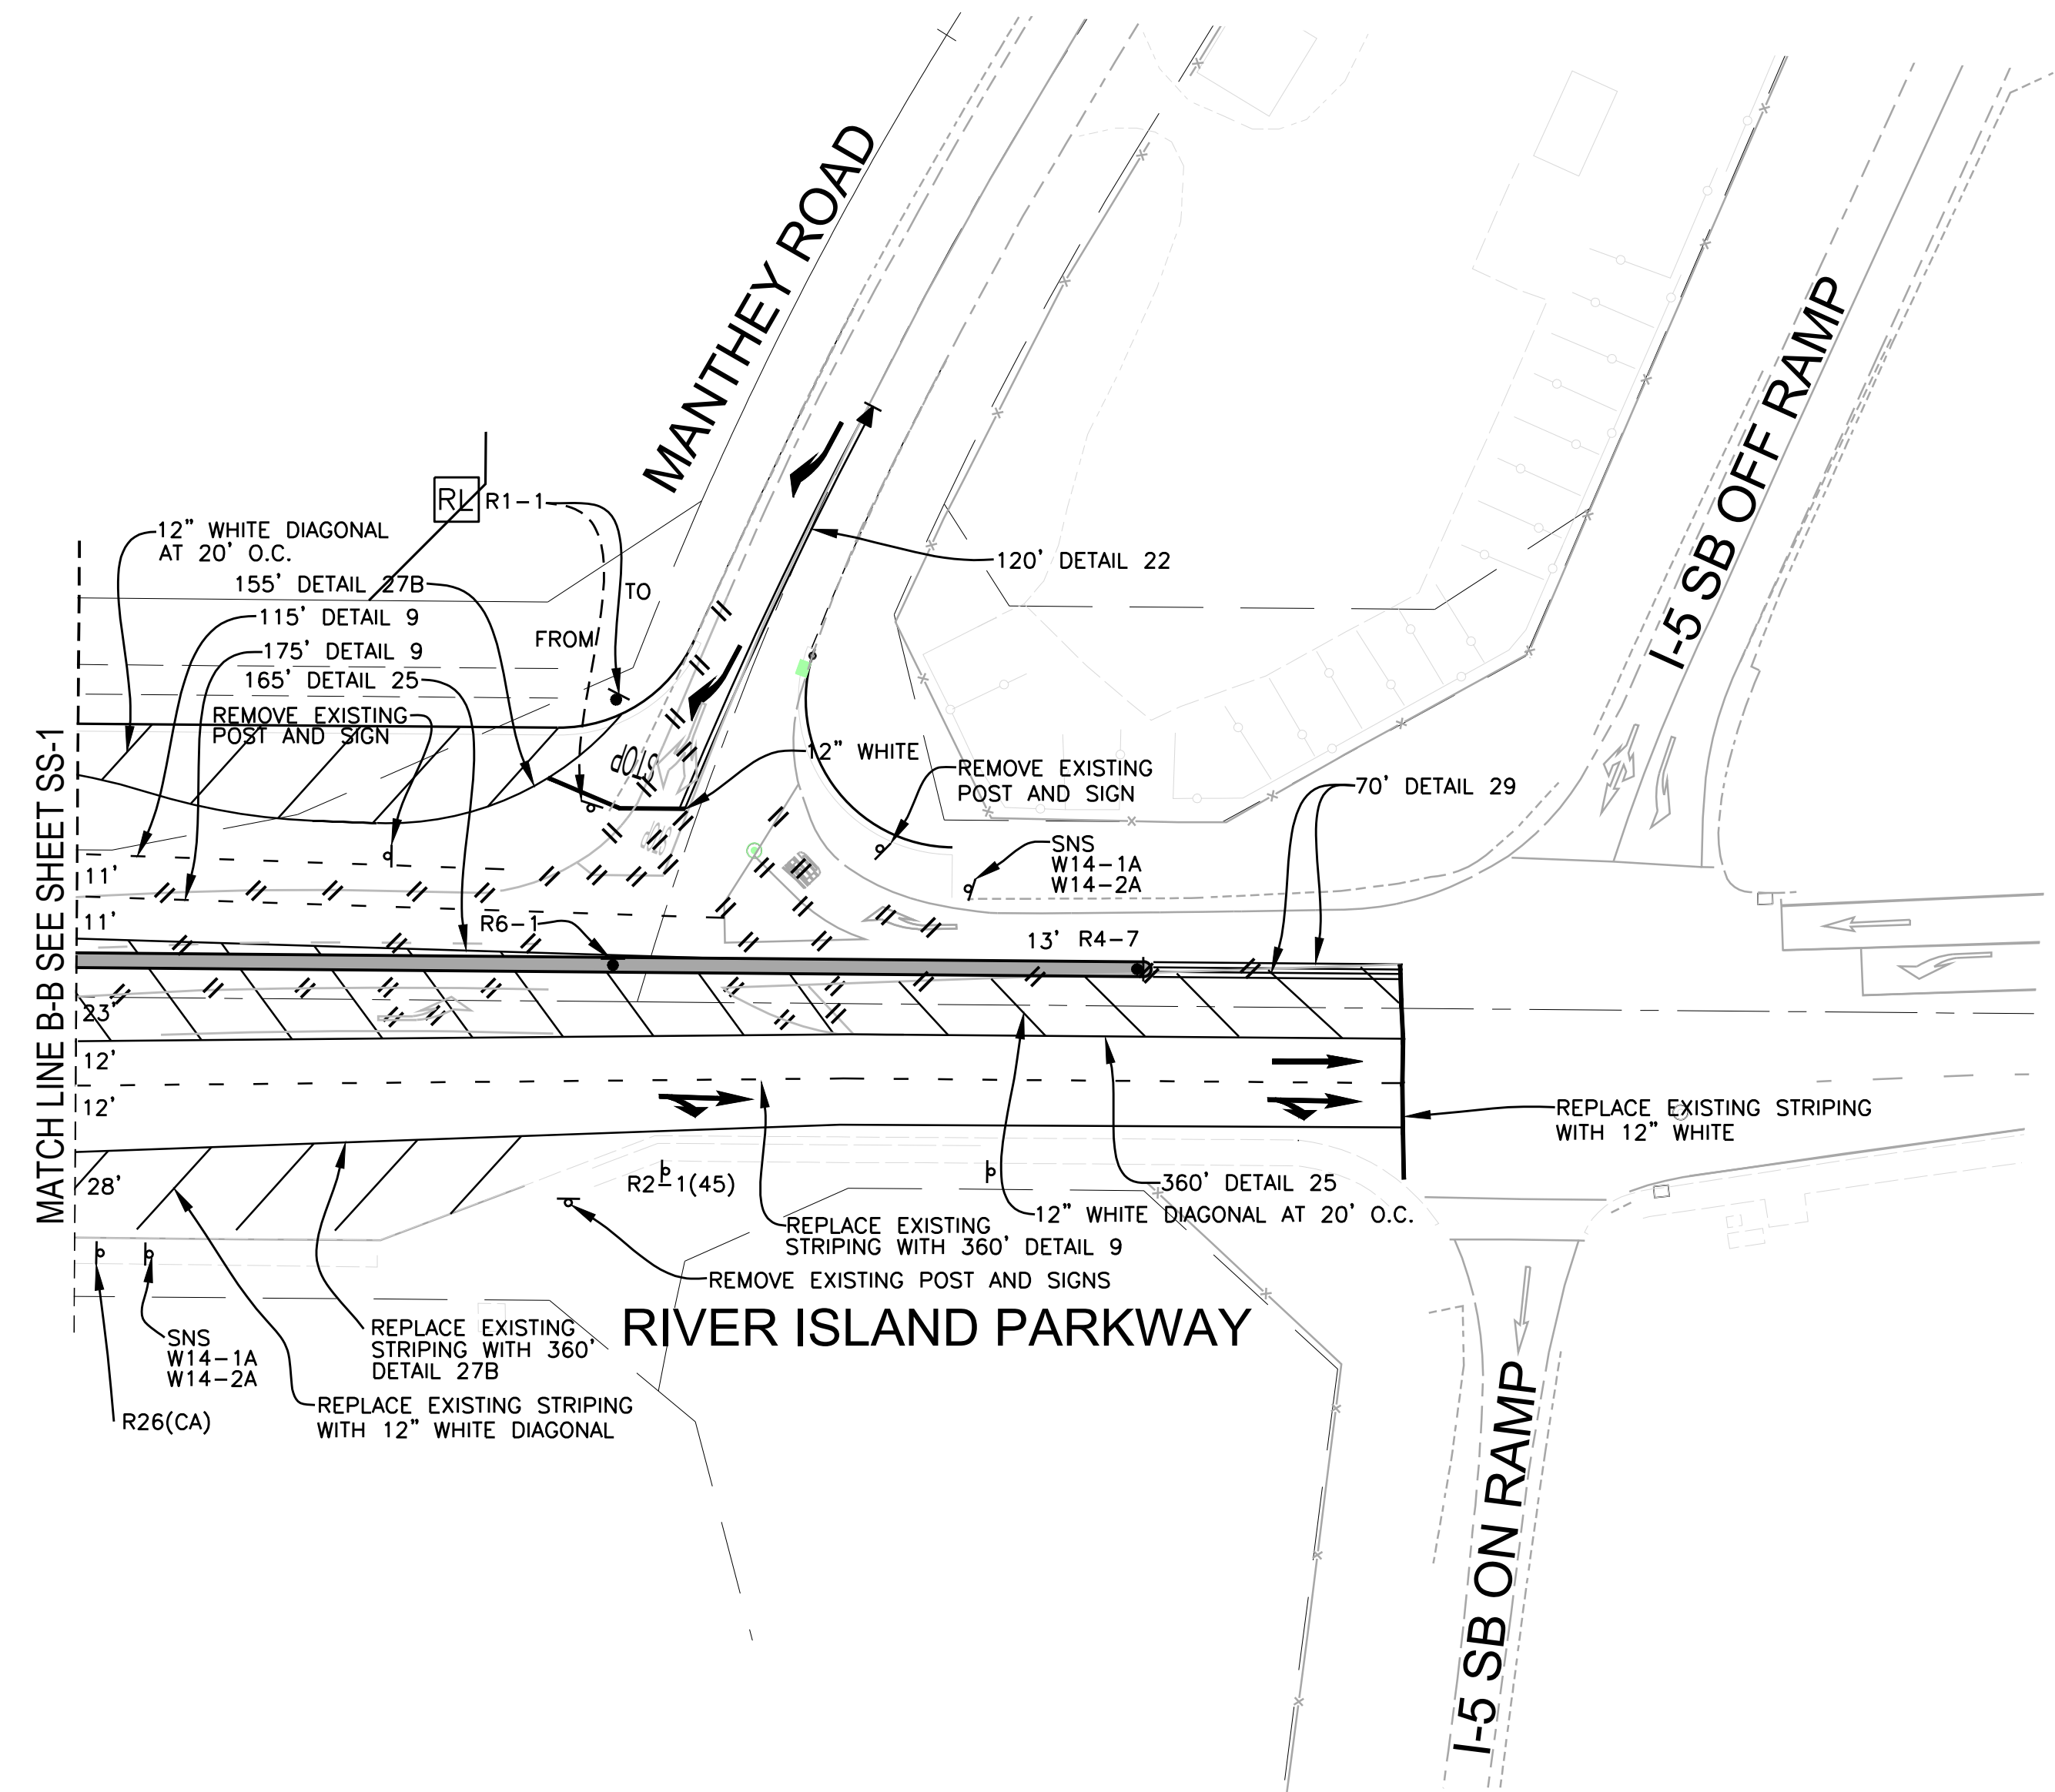 MANTHEY ROAD
I-5 SB OFF RAMP
RL
R1-1
12" WHITE DIAGONAL
AT 20' O.C.
155' DETAIL 27B
115' DETAIL 9
175' DETAIL 9
165' DETAIL 25
REMOVE EXISTING
POST AND SIGN
TO
FROM
120' DETAIL 22
STOP
STOP
12" WHITE
REMOVE EXISTING
POST AND SIGN
70' DETAIL 29
SNS
W14-1A
W14-2A
MATCH LINE B-B SEE SHEET SS-1
11'
11'
R6-1
13' R4-7
23'
12'
12'
28'
R2-1(45)
REPLACE EXISTING STRIPING
WITH 12" WHITE
360' DETAIL 25
12" WHITE DIAGONAL AT 20' O.C.
REPLACE EXISTING
STRIPING WITH 360' DETAIL 9
REMOVE EXISTING POST AND SIGNS
RIVER ISLAND PARKWAY
SNS
W14-1A
W14-2A
R26(CA)
REPLACE EXISTING
STRIPING WITH 360'
DETAIL 27B
REPLACE EXISTING STRIPING
WITH 12" WHITE DIAGONAL
I-5 SB ON RAMP